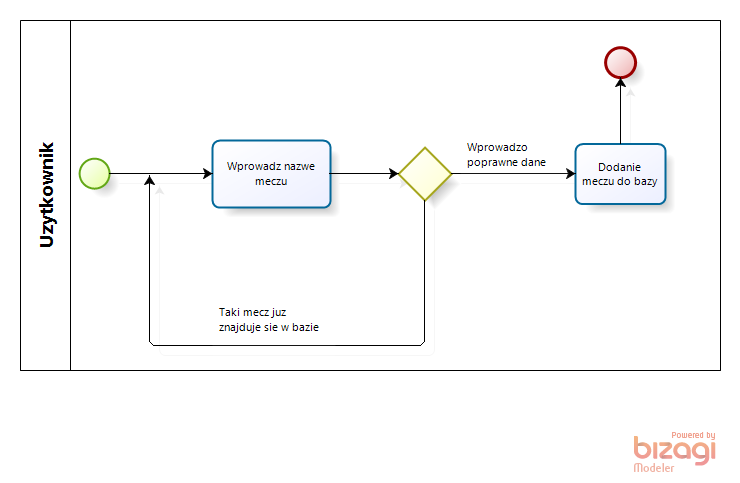 Uzytkownik
Wprowadz nazwe
meczu
Wprowadzo
poprawne dane
Dodanie
meczu do bazy
Taki mecz juz
znajduje sie w bazie
Powered by
bizagi
Modeler